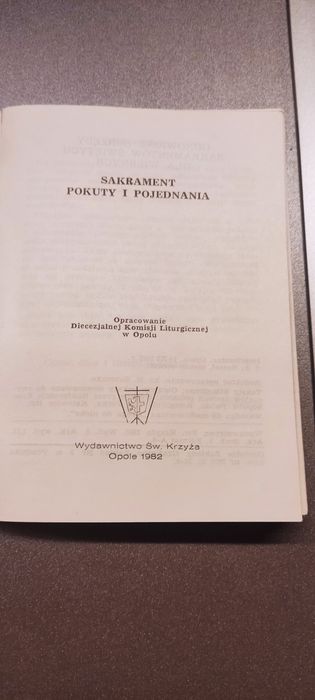 SAKRAMENT
POKUTY I POJEDNANIA
Opracowanie
Diecezjalnej Komisji Liturgicznej
w Opolu
Wydawnictwo Św. Krzyża
Opole 1982